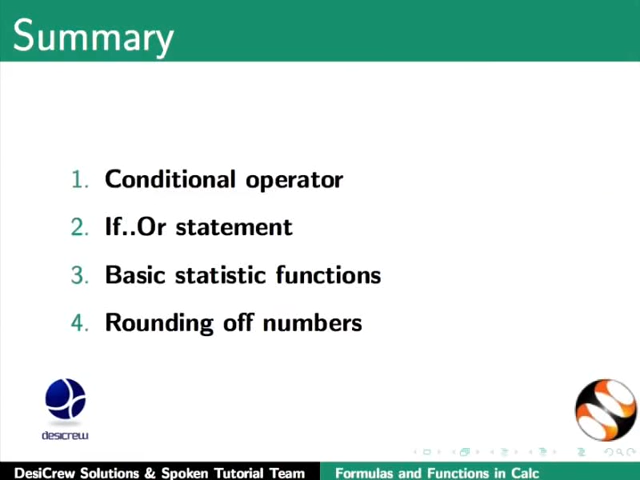 Summary
1. Conditional operator
2. If..Or statement
3. Basic statistic functions
4. Rounding off numbers
desicrew
DesiCrew Solutions & Spoken Tutorial Team
Formulas and Functions in Calc